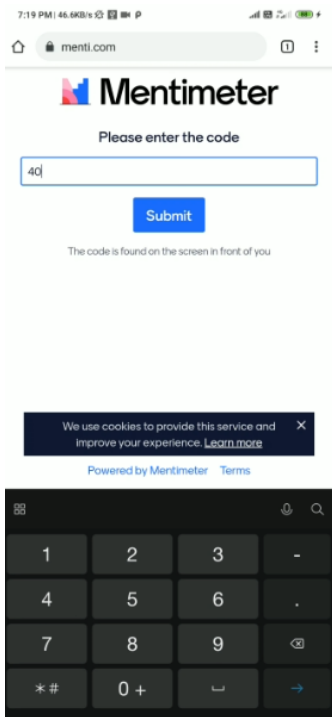 7:19 PM | 46.6KB/s
menti.com
1
Mentimeter
Please enter the code
40
Submit
The code is found on the screen in front of you
We use cookies to provide this service and
improve your experience. Learn more
Powered by Mentimeter Terms
1 2 3 -
4 5 6 .
7 8 9
*# 0 +